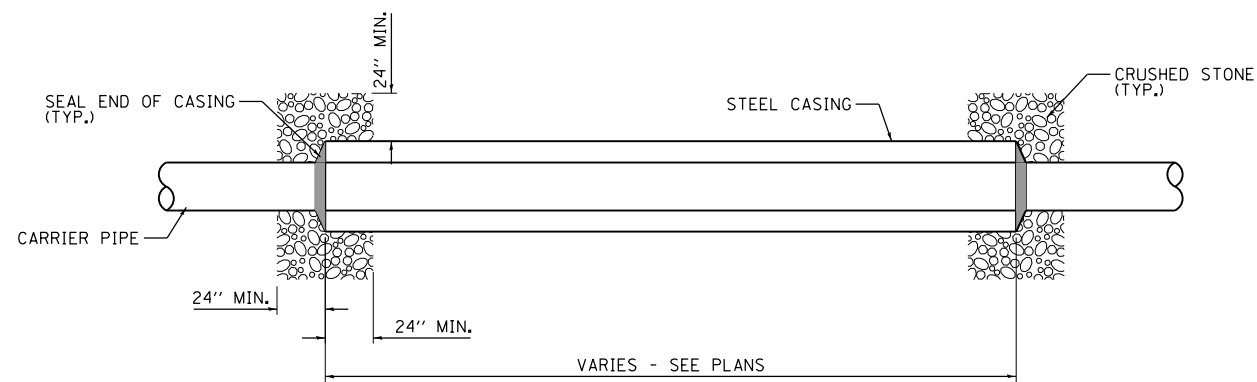 24" MIN.
SEAL END OF CASING
(TYP.)
STEEL CASING
CRUSHED STONE
(TYP.)
CARRIER PIPE
24" MIN.
24" MIN.
VARIES - SEE PLANS